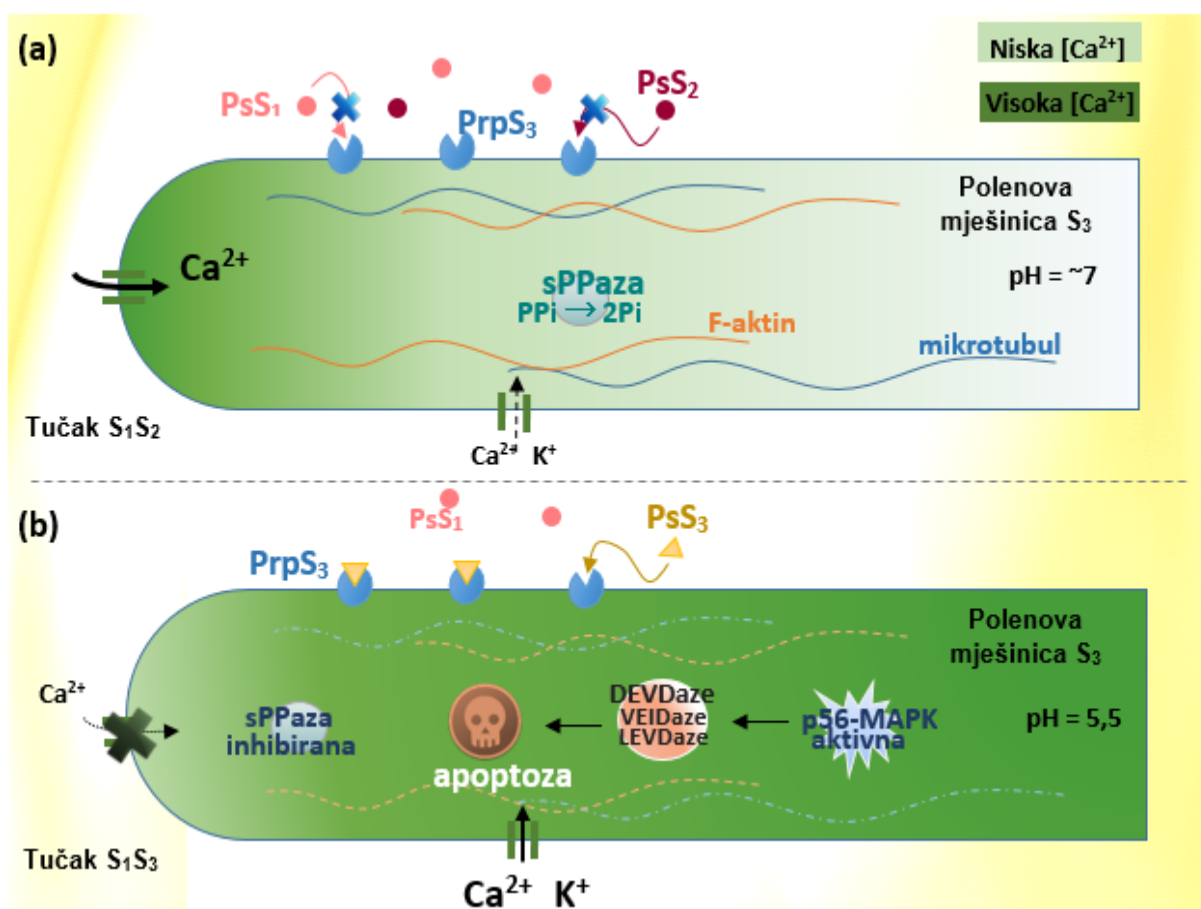 (a)
Niska [Ca²⁺]
Visoka [Ca²⁺]
PsS₁
PsS₂
PrpS₃
Polenova
mješinica S₃
pH = ~7
Ca²⁺
sPPaza
PPi → 2Pi
F-aktin
mikrotubul
Tučak S₁S₂
Ca²⁺ K⁺
(b)
PsS₁
PsS₃
PrpS₃
Polenova
mješinica S₃
pH = 5,5
Ca²⁺
sPPaza
inhibirana
apoptoza
DEVDaze
VEIDaze
LEVDaze
p56-MAPK
aktivna
Tučak S₁S₃
Ca²⁺ K⁺